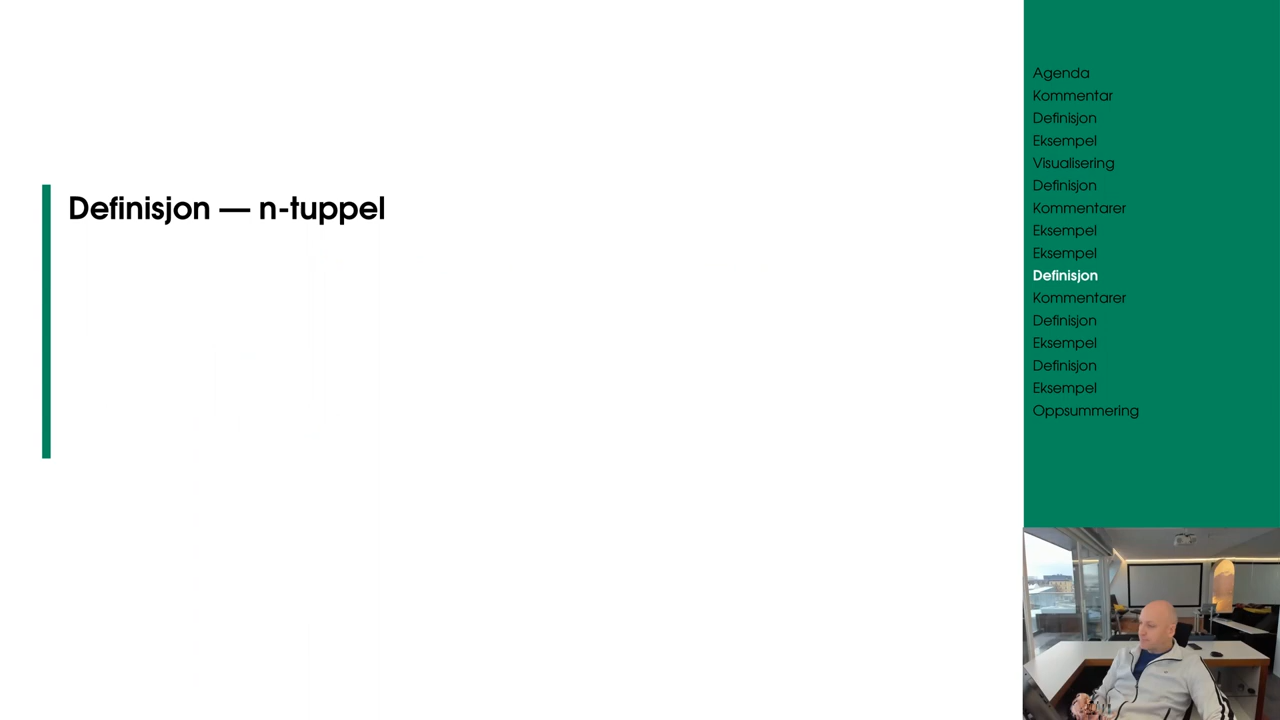 Definisjon — n-tuppel
Agenda
Kommentar
Definisjon
Eksempel
Visualisering
Definisjon
Kommentarer
Eksempel
Eksempel
Definisjon
Kommentarer
Definisjon
Eksempel
Definisjon
Eksempel
Oppsummering